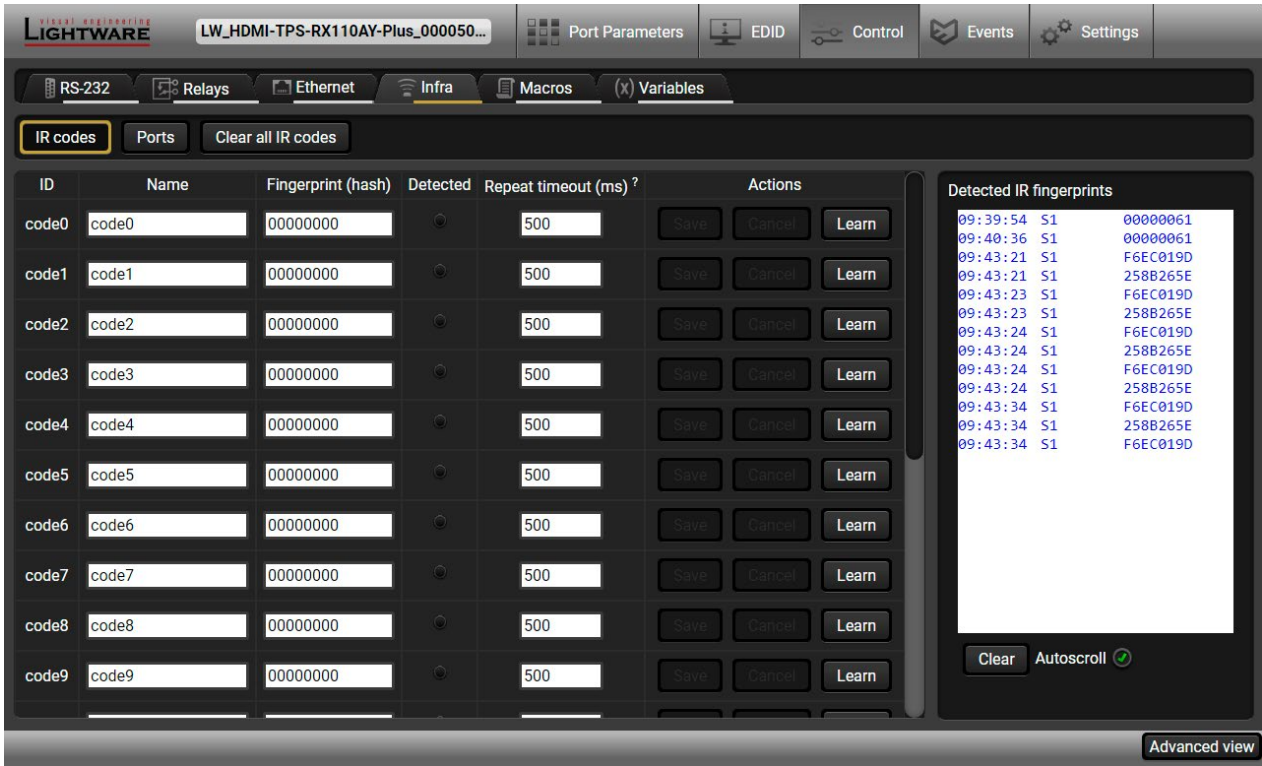 visual engineering
LIGHTWARE
LW_HDMI-TPS-RX110AY-Plus_000050...
Port Parameters
EDID
Control
Events
Settings
RS-232
Relays
Ethernet
Infra
Macros
(x) Variables
IR codes
Ports
Clear all IR codes
ID Name Fingerprint (hash) Detected Repeat timeout (ms) ? Actions
code0 code0 00000000 500 Save Cancel Learn
code1 code1 00000000 500 Save Cancel Learn
code2 code2 00000000 500 Save Cancel Learn
code3 code3 00000000 500 Save Cancel Learn
code4 code4 00000000 500 Save Cancel Learn
code5 code5 00000000 500 Save Cancel Learn
code6 code6 00000000 500 Save Cancel Learn
code7 code7 00000000 500 Save Cancel Learn
code8 code8 00000000 500 Save Cancel Learn
code9 code9 00000000 500 Save Cancel Learn
Detected IR fingerprints
09:39:54 S1 00000061
09:40:36 S1 00000061
09:43:21 S1 F6EC019D
09:43:21 S1 258B265E
09:43:23 S1 F6EC019D
09:43:23 S1 258B265E
09:43:24 S1 F6EC019D
09:43:24 S1 258B265E
09:43:24 S1 F6EC019D
09:43:24 S1 258B265E
09:43:34 S1 F6EC019D
09:43:34 S1 258B265E
09:43:34 S1 F6EC019D
Clear
Autoscroll
Advanced view